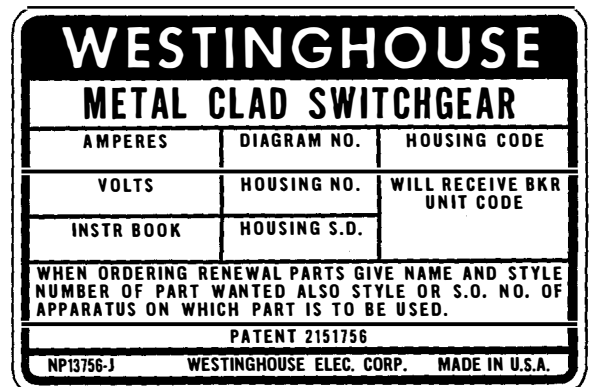 WESTINGHOUSE
METAL CLAD SWITCHGEAR
AMPERES DIAGRAM NO. HOUSING CODE
VOLTS HOUSING NO. WILL RECEIVE BKR
UNIT CODE
INSTR BOOK HOUSING S.D.
WHEN ORDERING RENEWAL PARTS GIVE NAME AND STYLE
NUMBER OF PART WANTED ALSO STYLE OR S.O. NO. OF
APPARATUS ON WHICH PART IS TO BE USED.
PATENT 2151756
NP13756-J WESTINGHOUSE ELEC. CORP. MADE IN U.S.A.